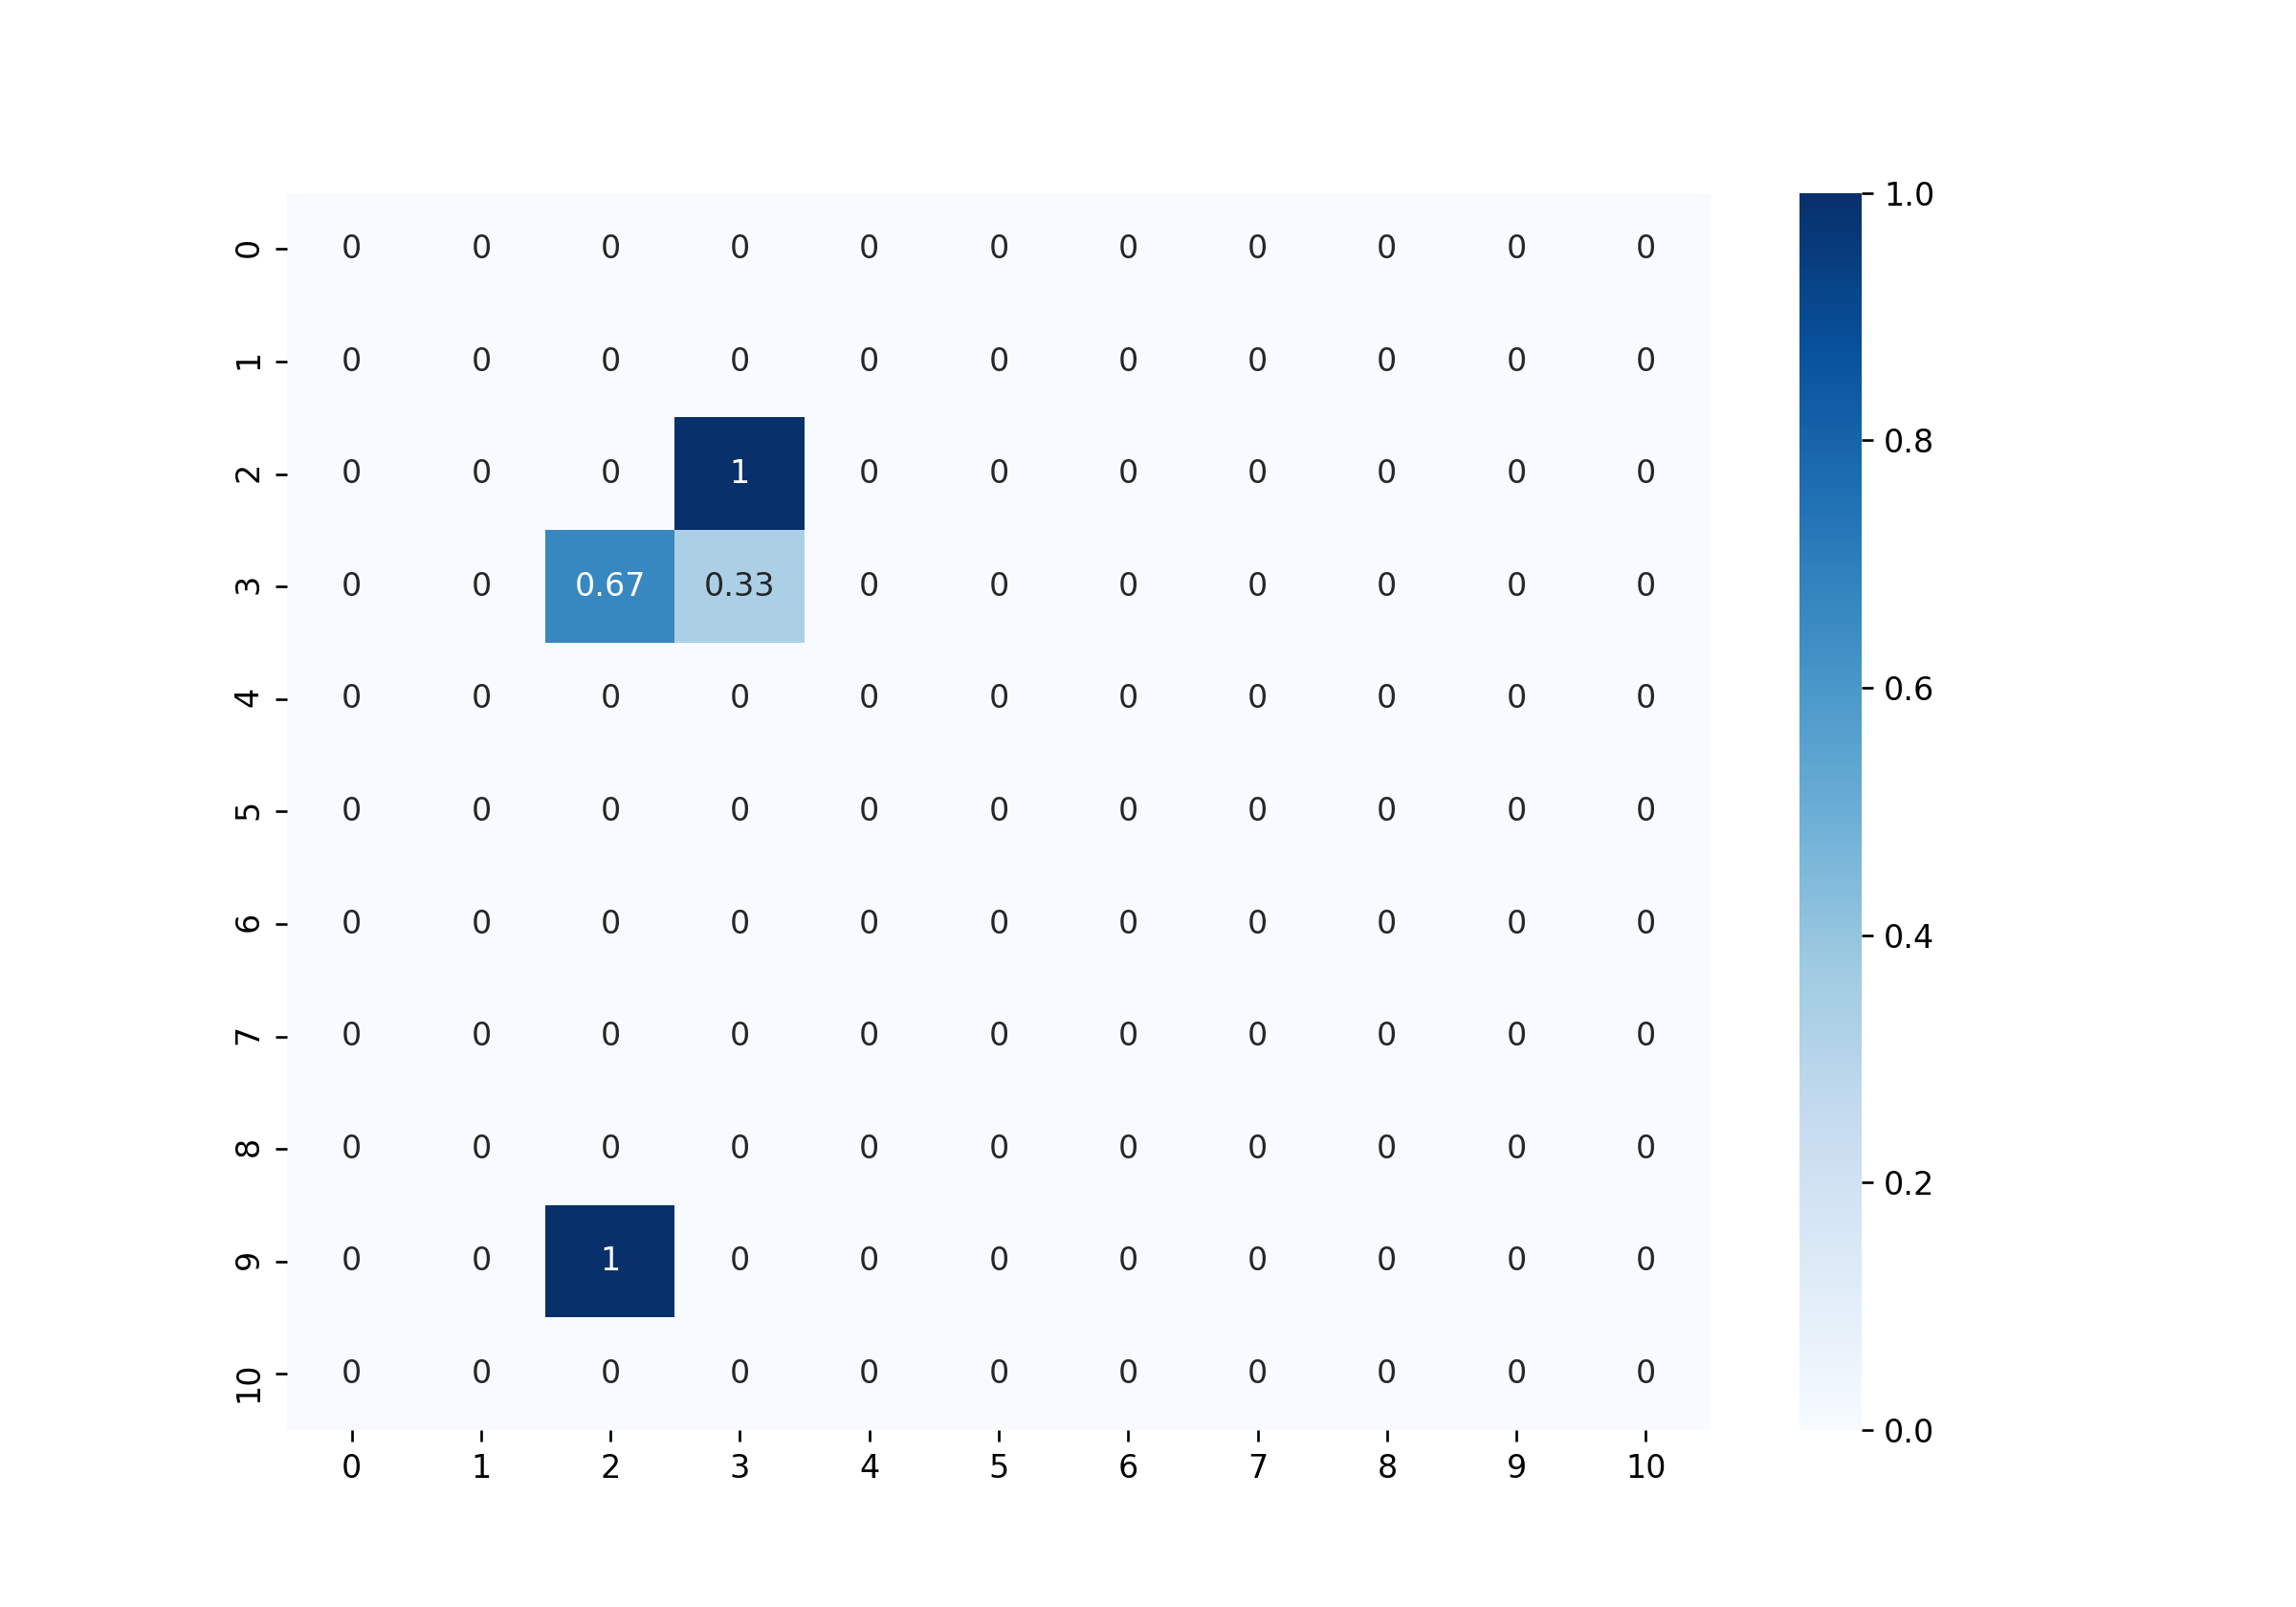 1.0
0 0 0 0 0 0 0 0 0 0 0 0
1 0 0 0 0 0 0 0 0 0 0 0
0.8
2 0 0 0 1 0 0 0 0 0 0 0
3 0 0 0.67 0.33 0 0 0 0 0 0 0
0.6
4 0 0 0 0 0 0 0 0 0 0 0
5 0 0 0 0 0 0 0 0 0 0 0
6 0 0 0 0 0 0 0 0 0 0 0
0.4
7 0 0 0 0 0 0 0 0 0 0 0
8 0 0 0 0 0 0 0 0 0 0 0
0.2
9 0 0 1 0 0 0 0 0 0 0 0
10 0 0 0 0 0 0 0 0 0 0 0
0.0
0 1 2 3 4 5 6 7 8 9 10